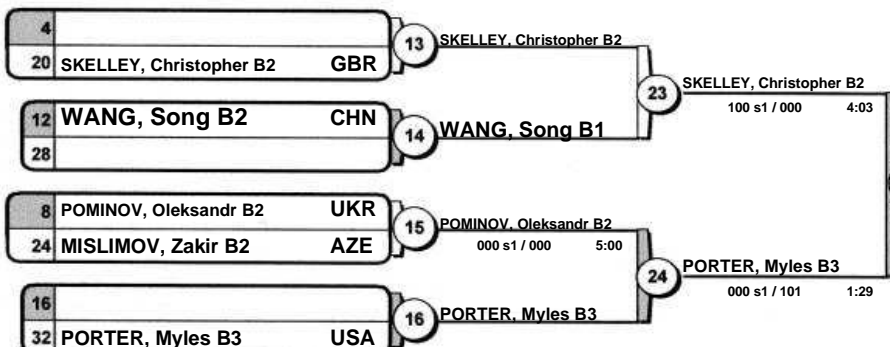 4
20 SKELLEY, Christopher B2 GBR
13
SKELLEY, Christopher B2
12 WANG, Song B2 CHN
28
14
WANG, Song B1
23
SKELLEY, Christopher B2
100 s1 / 000 4:03
8 POMINOV, Oleksandr B2 UKR
24 MISLIMOV, Zakir B2 AZE
15
POMINOV, Oleksandr B2
000 s1 / 000 5:00
16
32 PORTER, Myles B3 USA
16
PORTER, Myles B3
24
PORTER, Myles B3
000 s1 / 101 1:29